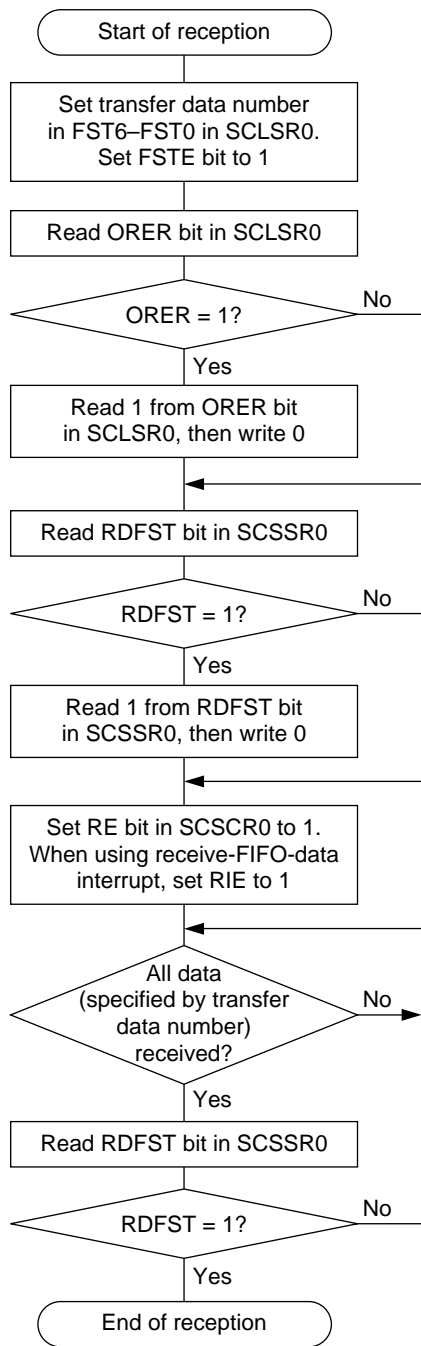 Start of reception
Set transfer data number
in FST6–FST0 in SCLSR0.
Set FSTE bit to 1
Read ORER bit in SCLSR0
ORER = 1?
No
Yes
Read 1 from ORER bit
in SCLSR0, then write 0
Read RDFST bit in SCSSR0
RDFST = 1?
No
Yes
Read 1 from RDFST bit
in SCSSR0, then write 0
Set RE bit in SCSCR0 to 1.
When using receive-FIFO-data
interrupt, set RIE to 1
All data
(specified by transfer
data number)
received?
No
Yes
Read RDFST bit in SCSSR0
RDFST = 1?
No
Yes
End of reception